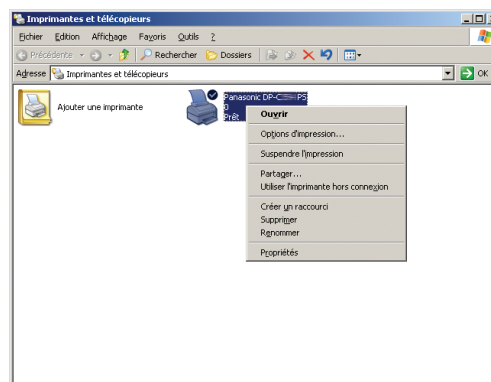 Imprimantes et télécopieurs
Fichier Edition Affichage Favoris Outils ?
Précédente Rechercher Dossiers
Adresse Imprimantes et télécopieurs OK
Ajouter une imprimante
Panasonic DP-C PS
0
Prêt
Ouvrir
Options d'impression...
Suspendre l'impression
Partager...
Utiliser l'imprimante hors connexion
Créer un raccourci
Supprimer
Renommer
Propriétés